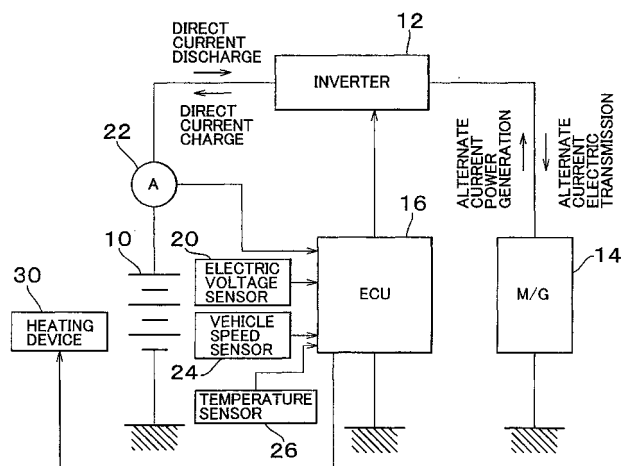 DIRECT
CURRENT
DISCHARGE
DIRECT
CURRENT
CHARGE
12
INVERTER
22
A
ALTERNATE
CURRENT
POWER
GENERATION
ALTERNATE
CURRENT
ELECTRIC
TRANSMISSION
10
20
ELECTRIC
VOLTAGE
SENSOR
16
ECU
14
M/G
30
HEATING
DEVICE
VEHICLE
SPEED
SENSOR
24
TEMPERATURE
SENSOR
26